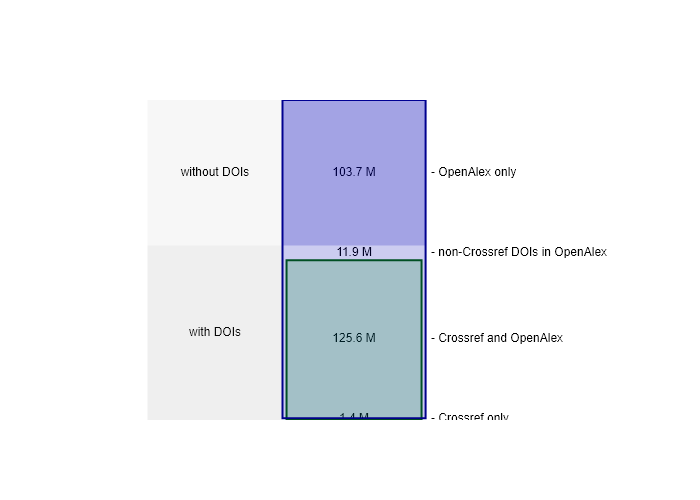 without DOIs 103.7 M - OpenAlex only
11.9 M - non-Crossref DOIs in OpenAlex
with DOIs
125.6 M - Crossref and OpenAlex
1.4 M - Crossref only